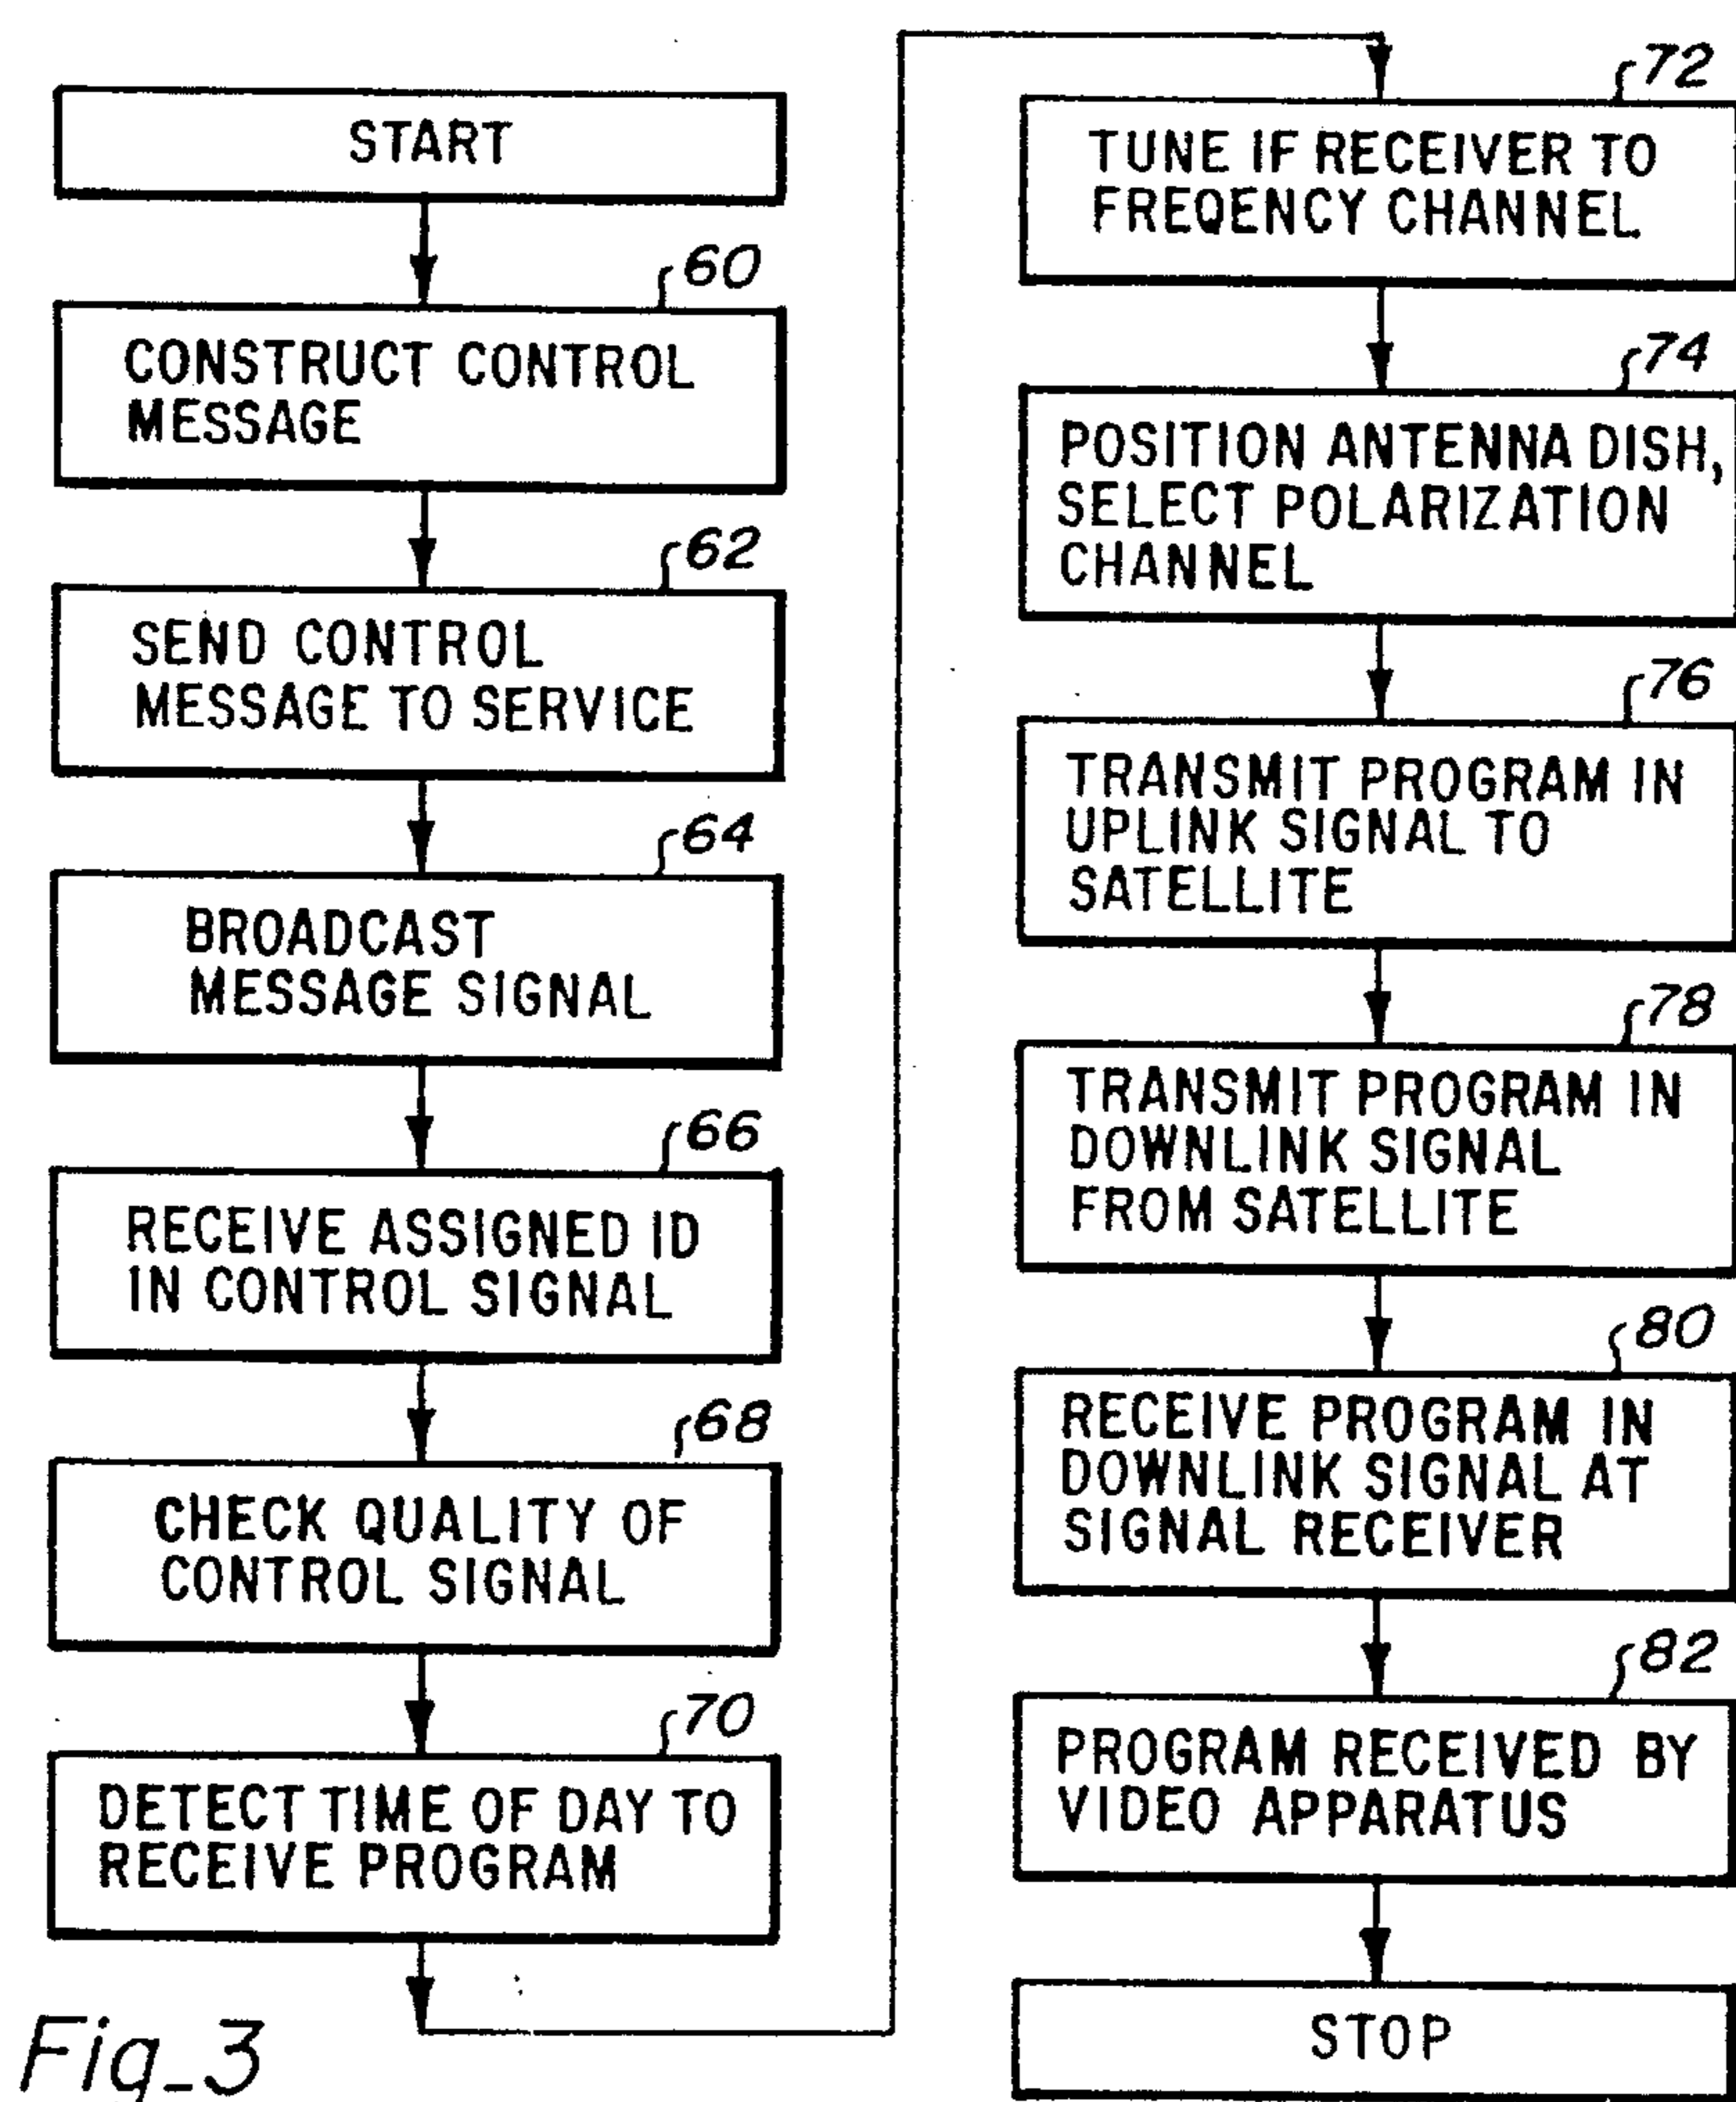 START
60
CONSTRUCT CONTROL
MESSAGE
62
SEND CONTROL
MESSAGE TO SERVICE
64
BROADCAST
MESSAGE SIGNAL
66
RECEIVE ASSIGNED ID
IN CONTROL SIGNAL
68
CHECK QUALITY OF
CONTROL SIGNAL
70
DETECT TIME OF DAY TO
RECEIVE PROGRAM
72
TUNE IF RECEIVER TO
FREQENCY CHANNEL
74
POSITION ANTENNA DISH,
SELECT POLARIZATION
CHANNEL
76
TRANSMIT PROGRAM IN
UPLINK SIGNAL TO
SATELLITE
78
TRANSMIT PROGRAM IN
DOWNLINK SIGNAL
FROM SATELLITE
80
RECEIVE PROGRAM IN
DOWNLINK SIGNAL AT
SIGNAL RECEIVER
82
PROGRAM RECEIVED BY
VIDEO APPARATUS
STOP
Fig_3